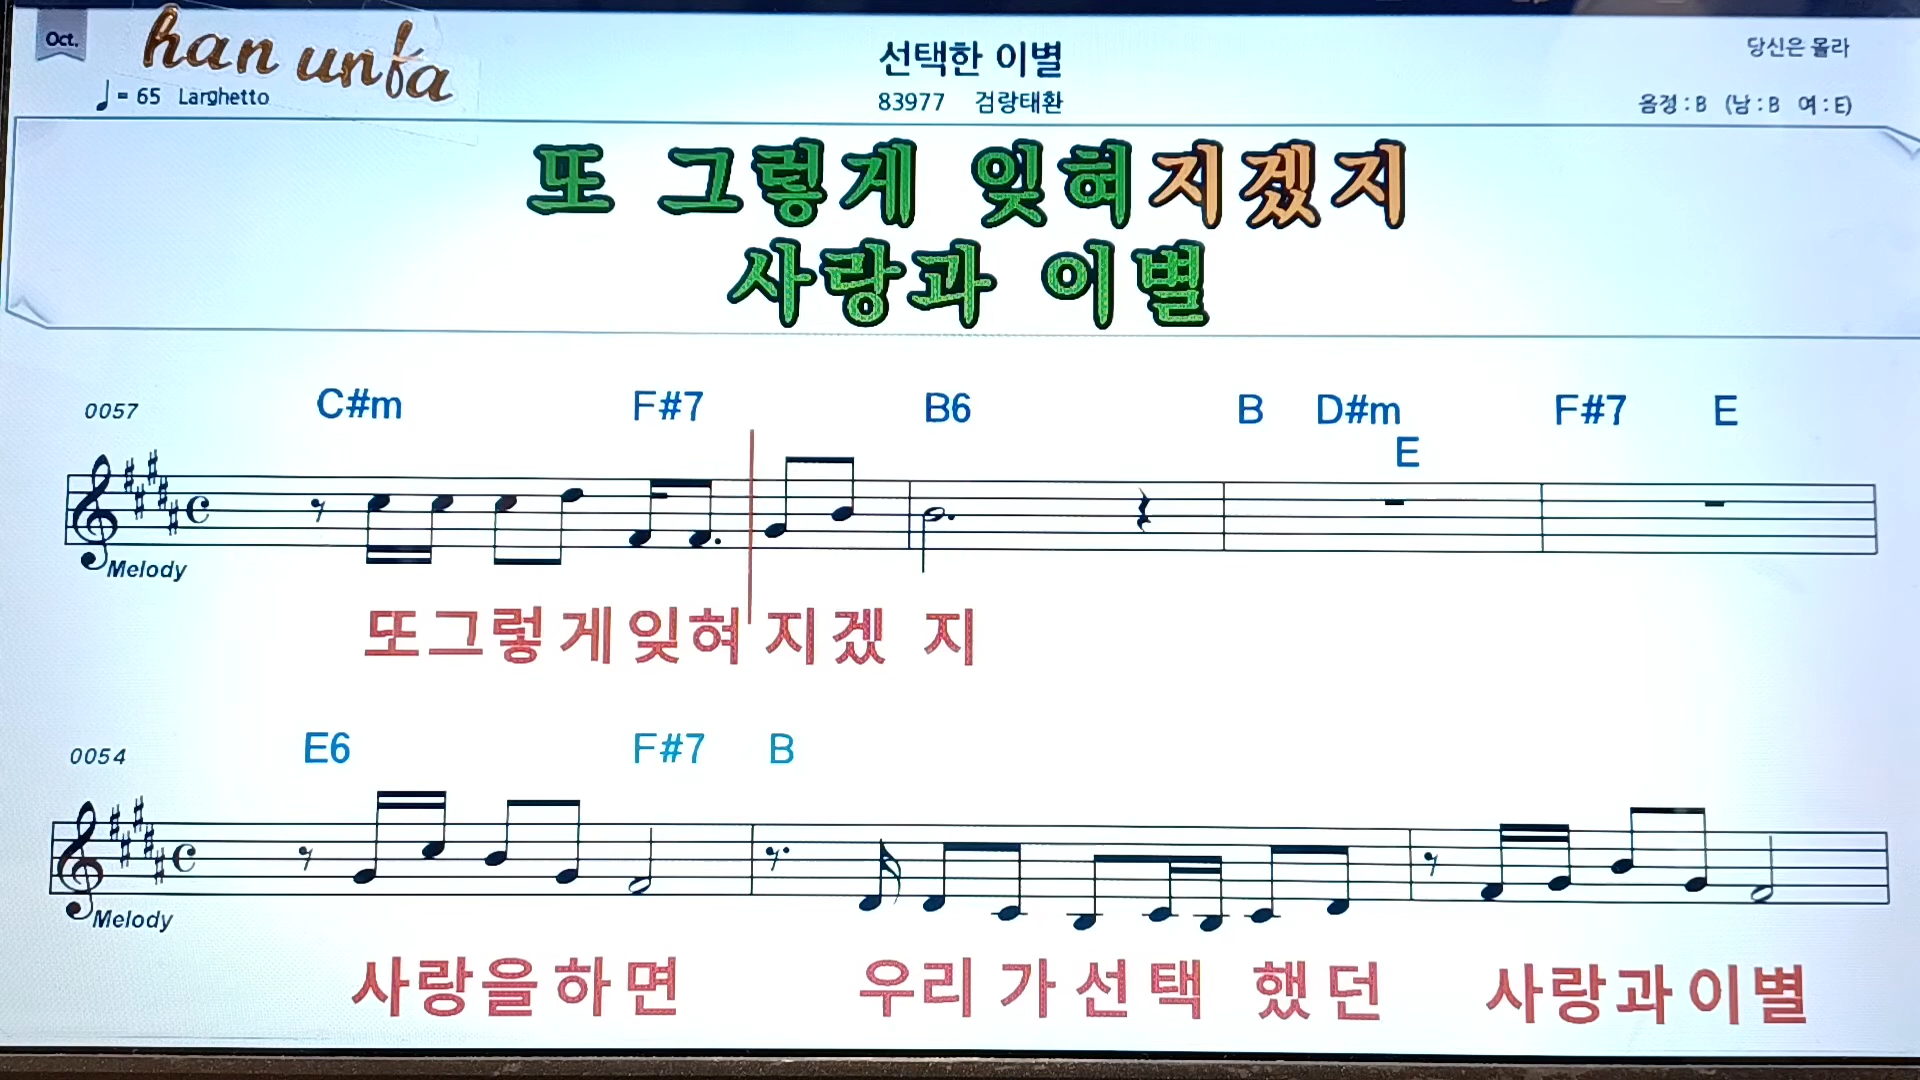 Oct.
han unfa
♩= 65 Larghetto
선택한 이별
83977 검랑태환
당신은 몰라
음정 : B (남 : B 여 : E)
또 그렇게 잊혀지겠지
사랑과 이별
0057 C#m F#7 B6 B D#m E F#7 E
Melody
또그렇게잊혀지겠 지
0054 E6 F#7 B
Melody
사랑을하면 우리가선택 했던 사랑과이별